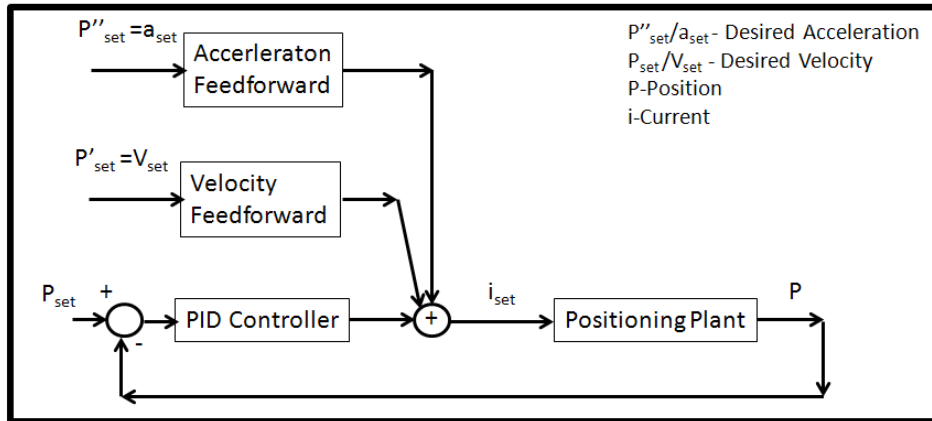 P''set =aset
Accerleraton
Feedforward
P''set/aset- Desired Acceleration
Pset/Vset - Desired Velocity
P-Position
i-Current
P'set =Vset
Velocity
Feedforward
Pset
+
-
PID Controller
+
iset
Positioning Plant
P